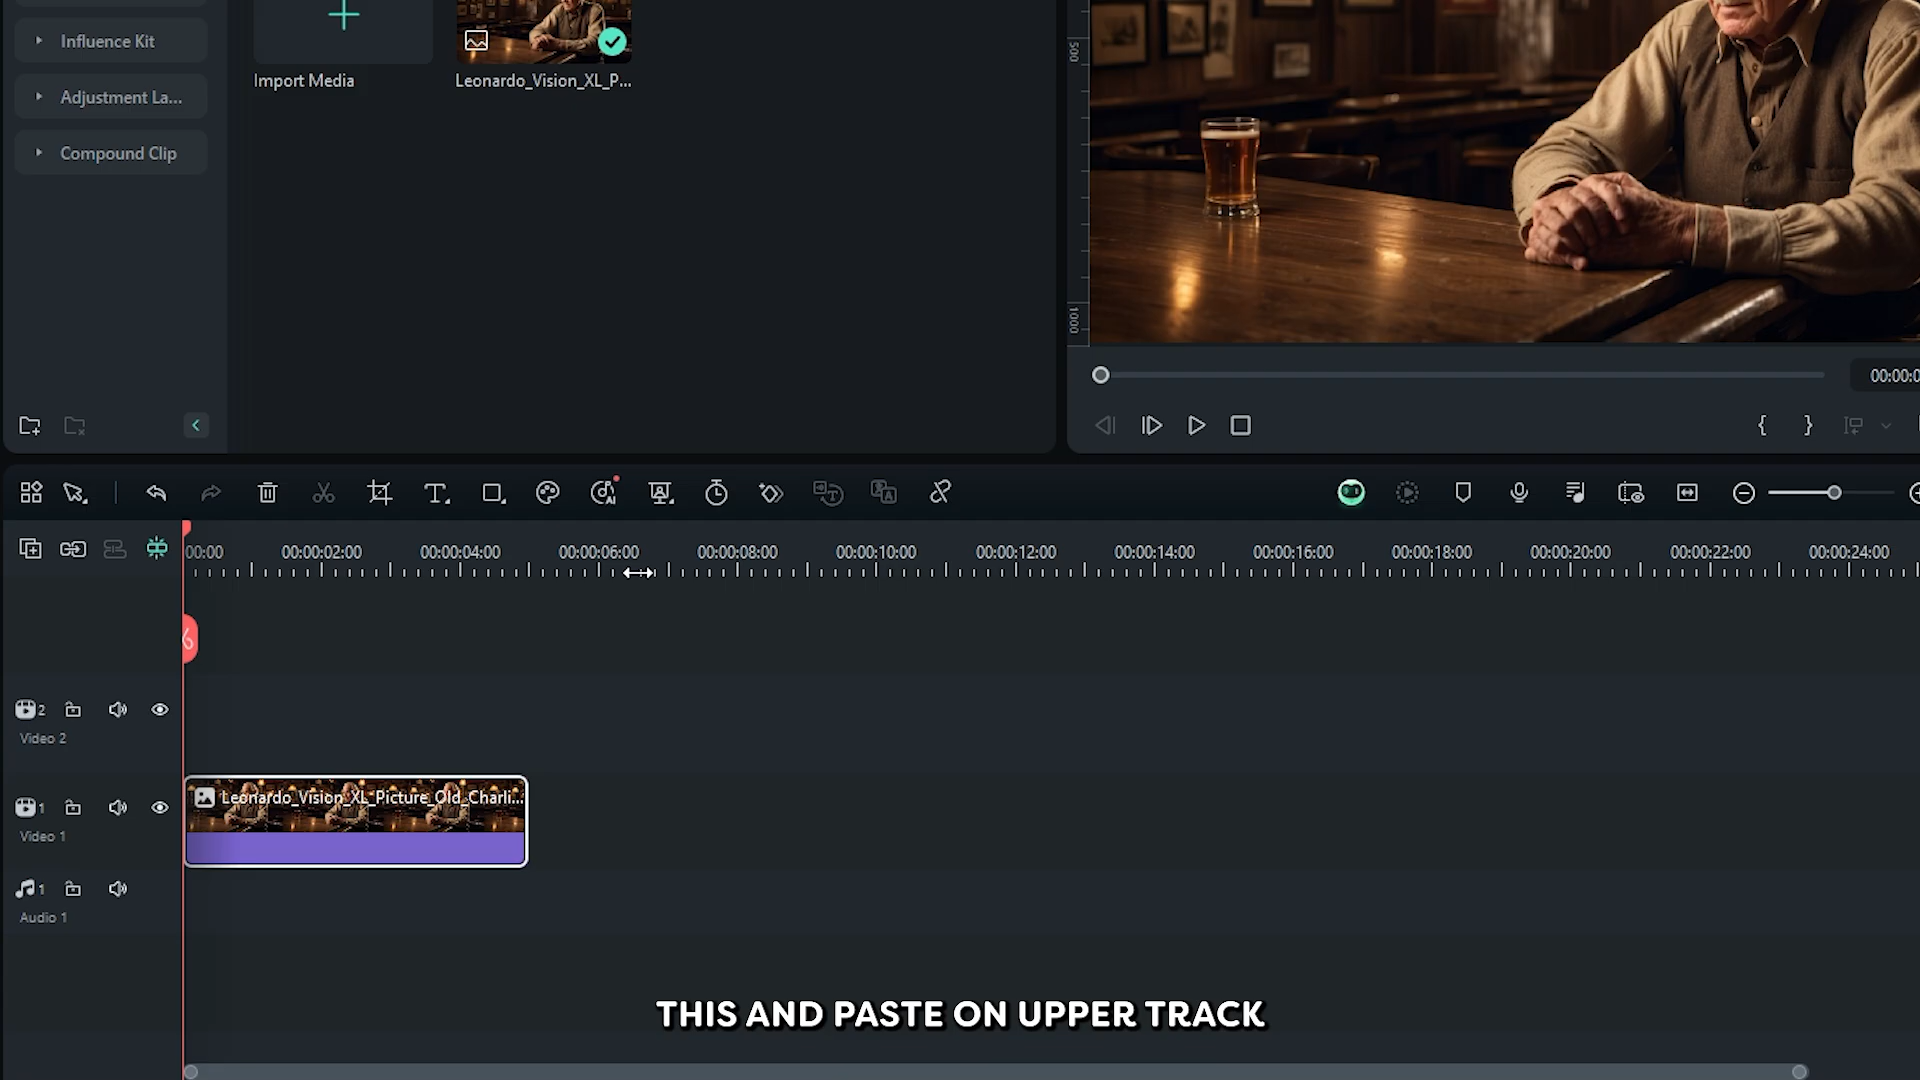 Influence Kit
Adjustment La...
Compound Clip
Import Media
Leonardo_Vision_XL_P...
500
1000
00:00:0
00:00
00:00:02:00
00:00:04:00
00:00:06:00
00:00:08:00
00:00:10:00
00:00:12:00
00:00:14:00
00:00:16:00
00:00:18:00
00:00:20:00
00:00:22:00
00:00:24:00
2
Video 2
1
Video 1
Leonardo_Vision_XL_Picture_Old_Charli...
1
Audio 1
THIS AND PASTE ON UPPER TRACK